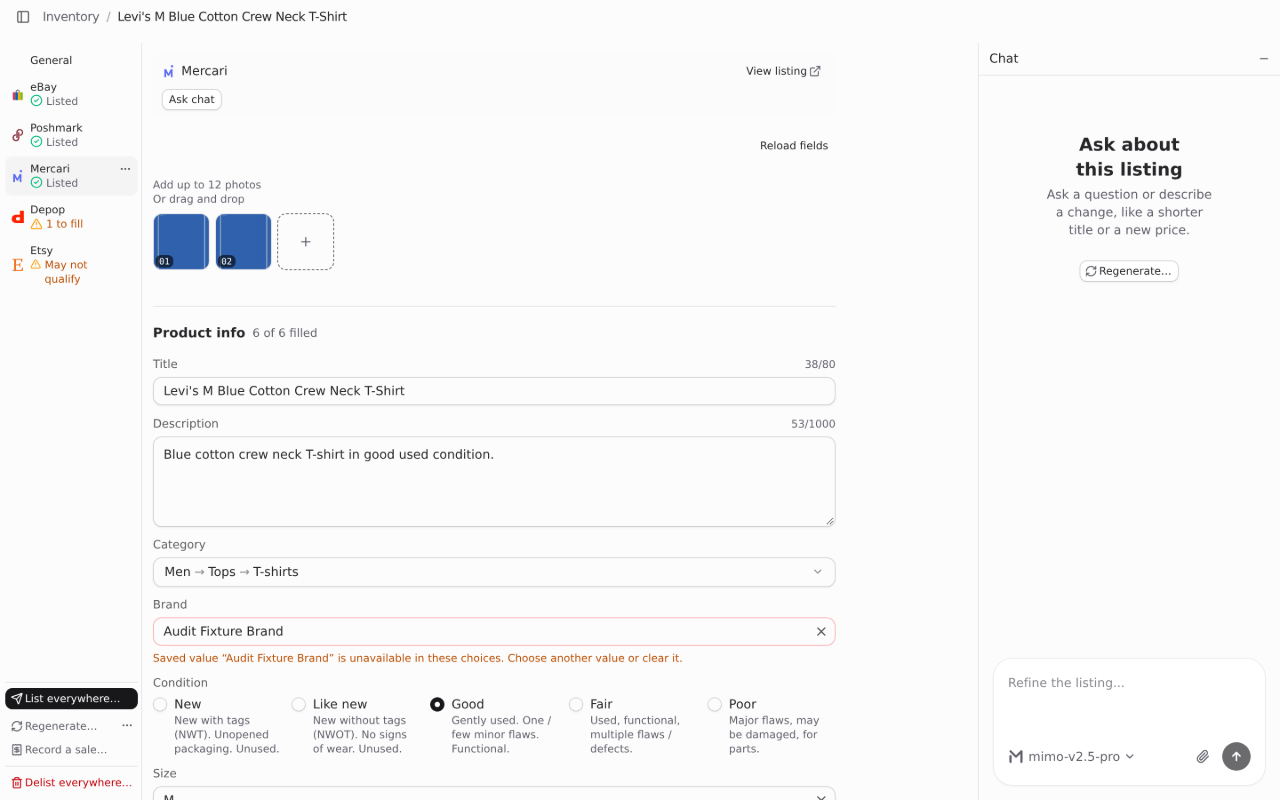 Inventory / Levi's M Blue Cotton Crew Neck T-Shirt
General
eBay
Listed
Poshmark
Listed
Mercari
Listed
Depop
1 to fill
Etsy
May not
qualify
List everywhere...
Regenerate...
Record a sale...
Delist everywhere...
Mercari
View listing
Ask chat
Reload fields
Add up to 12 photos
Or drag and drop
01
02
+
Product info 6 of 6 filled
Title 38/80
Levi's M Blue Cotton Crew Neck T-Shirt
Description 53/1000
Blue cotton crew neck T-shirt in good used condition.
Category
Men → Tops → T-shirts
Brand
Audit Fixture Brand
Saved value “Audit Fixture Brand” is unavailable in these choices. Choose another value or clear it.
Condition
New
New with tags
(NWT). Unopened
packaging. Unused.
Like new
New without tags
(NWOT). No signs
of wear. Unused.
Good
Gently used. One /
few minor flaws.
Functional.
Fair
Used, functional,
multiple flaws /
defects.
Poor
Major flaws, may
be damaged, for
parts.
Size
M
Chat
Ask about
this listing
Ask a question or describe
a change, like a shorter
title or a new price.
Regenerate...
Refine the listing...
mimo-v2.5-pro